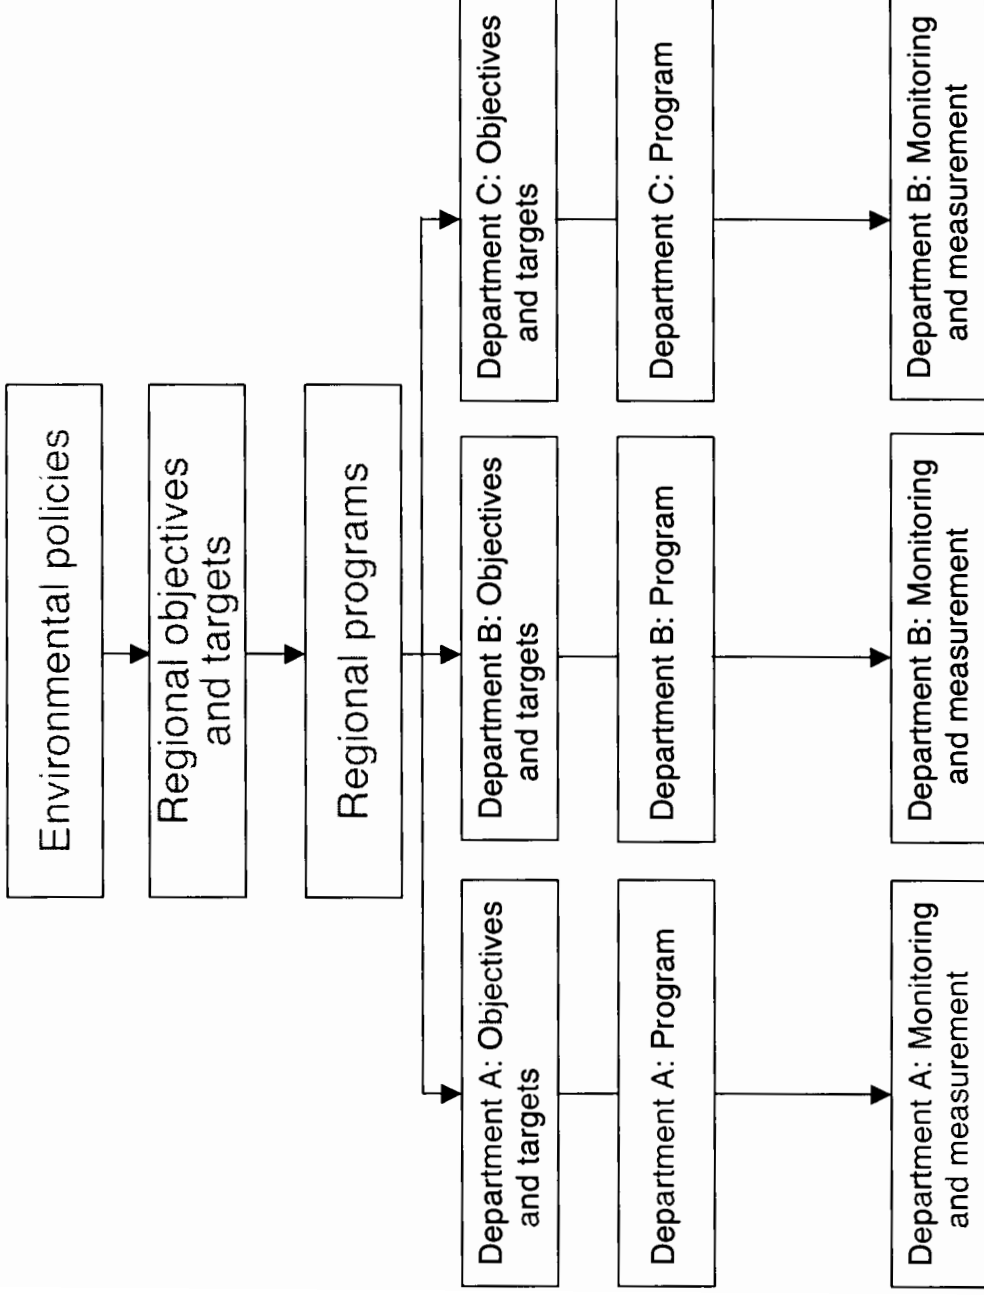 Environmental policies
Regional objectives
and targets
Regional programs
Department A: Objectives
and targets
Department B: Objectives
and targets
Department C: Objectives
and targets
Department A: Program
Department B: Program
Department C: Program
Department A: Monitoring
and measurement
Department B: Monitoring
and measurement
Department B: Monitoring
and measurement